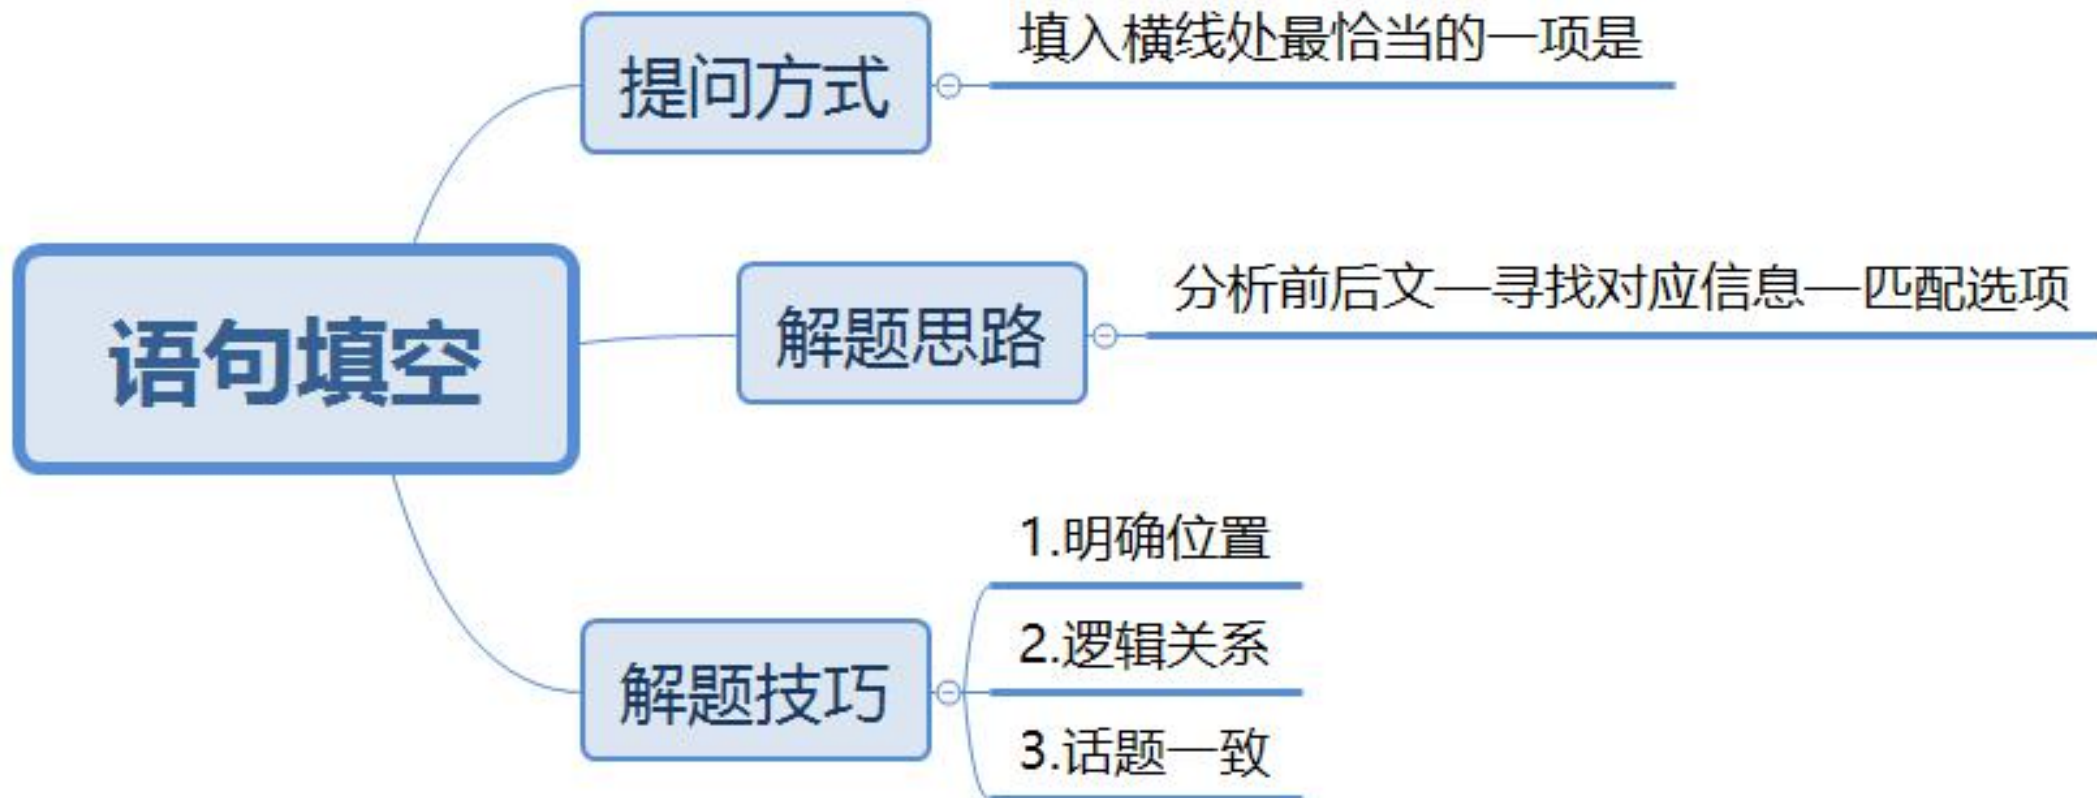 语句填空
提问方式
填入横线处最恰当的一项是
解题思路
分析前后文—寻找对应信息—匹配选项
解题技巧
1.明确位置
2.逻辑关系
3.话题一致